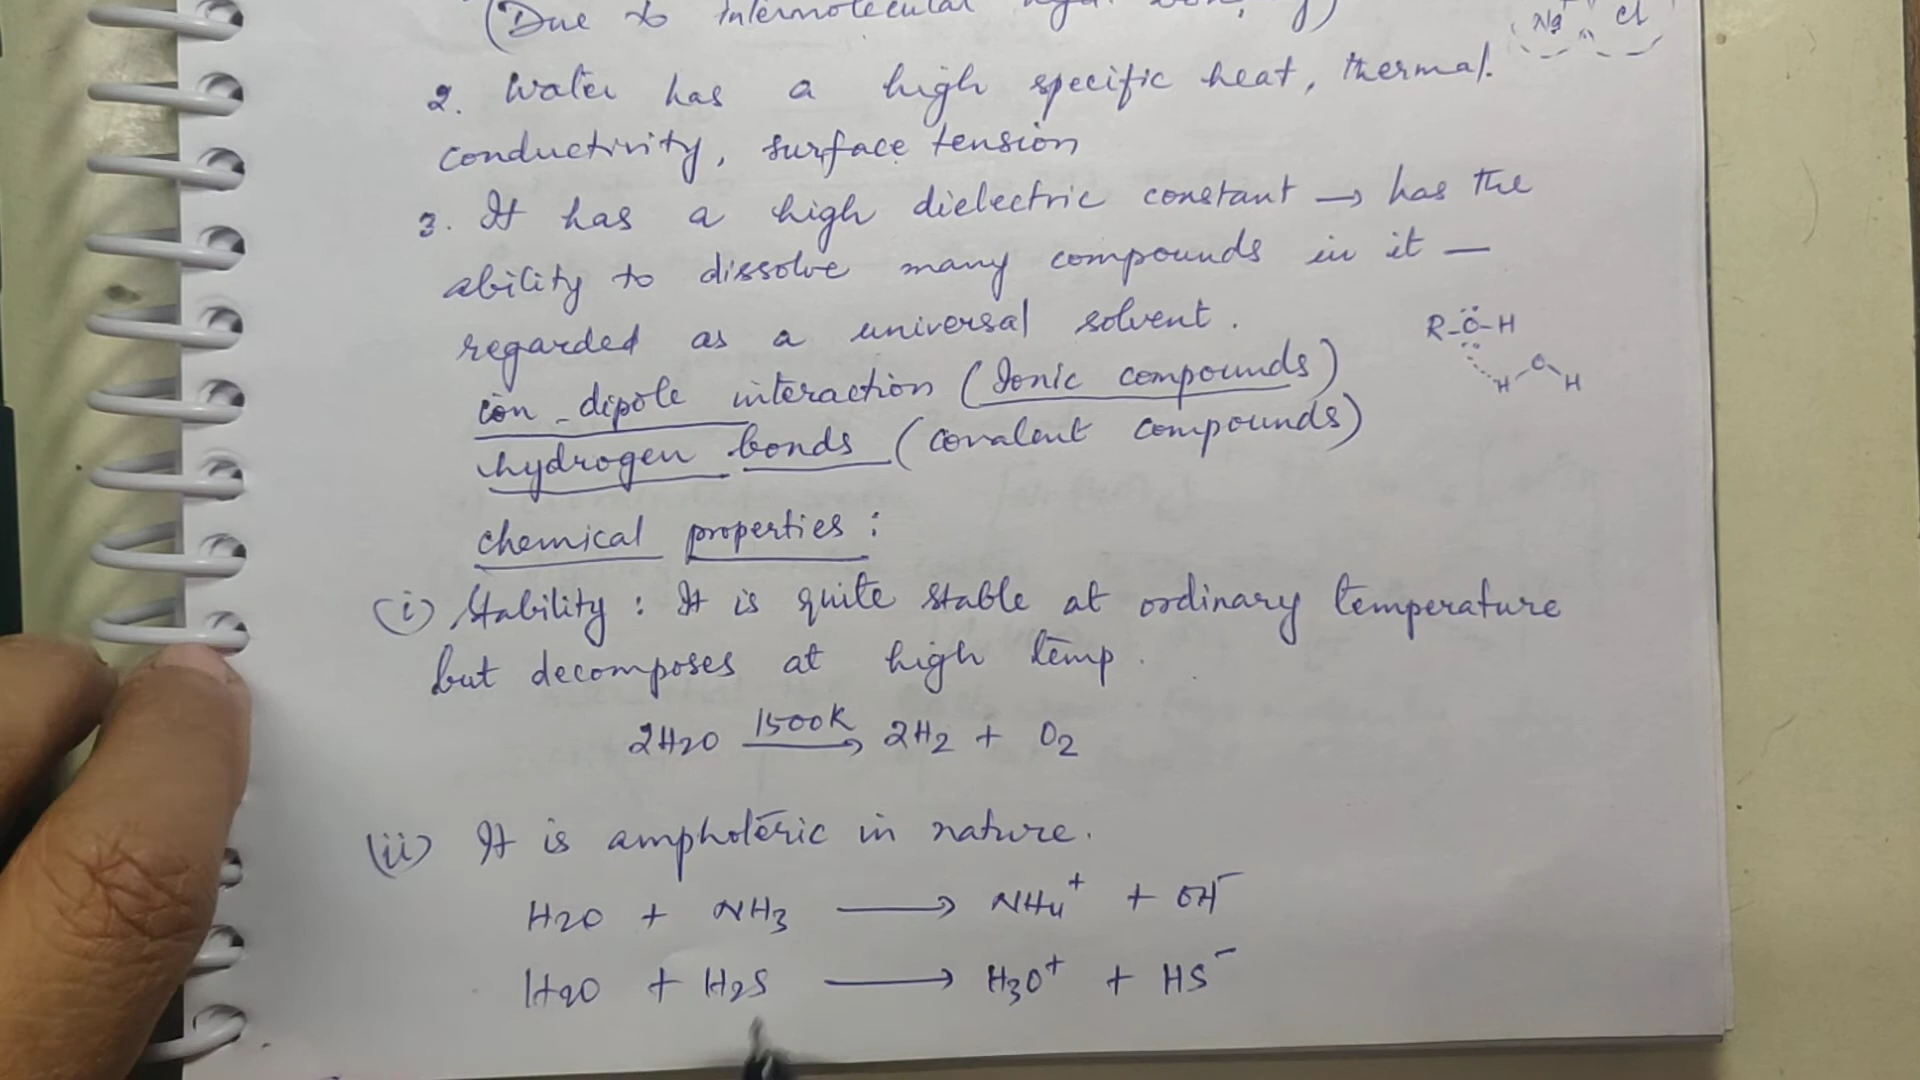 (Due to intermolecular
Na+ Cl
2. Water has a high specific heat, thermal
conductivity, surface tension
3. It has a high dielectric constant → has the
ability to dissolve many compounds in it —
regarded as a universal solvent.
R-O-H
H O H
ion-dipole interaction (Ionic compounds)
hydrogen bonds (covalent compounds)
chemical properties:
(i) Stability: It is quite stable at ordinary temperature
but decomposes at high temp.
2H2O 1500K → 2H2 + O2
(ii) It is amphoteric in nature.
H2O + NH3 → NH4+ + OH-
H2O + H2S → H3O+ + HS-